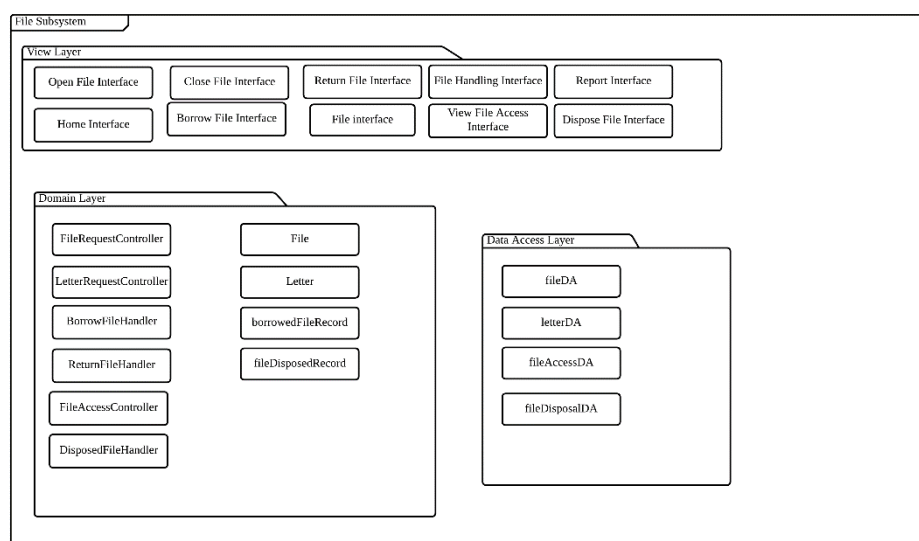 File Subsystem
View Layer
Open File Interface
Close File Interface
Return File Interface
File Handling Interface
Report Interface
Home Interface
Borrow File Interface
File interface
View File Access
Interface
Dispose File Interface
Domain Layer
FileRequestController
File
LetterRequestController
Letter
BorrowFileHandler
borrowedFileRecord
ReturnFileHandler
fileDisposedRecord
FileAccessController
DisposedFileHandler
Data Access Layer
fileDA
letterDA
fileAccessDA
fileDisposalDA